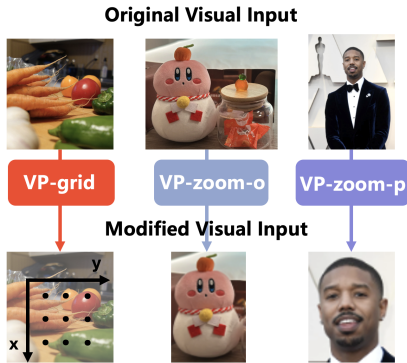 Original Visual Input
VP-grid
VP-zoom-o
VP-zoom-p
Modified Visual Input
y
x